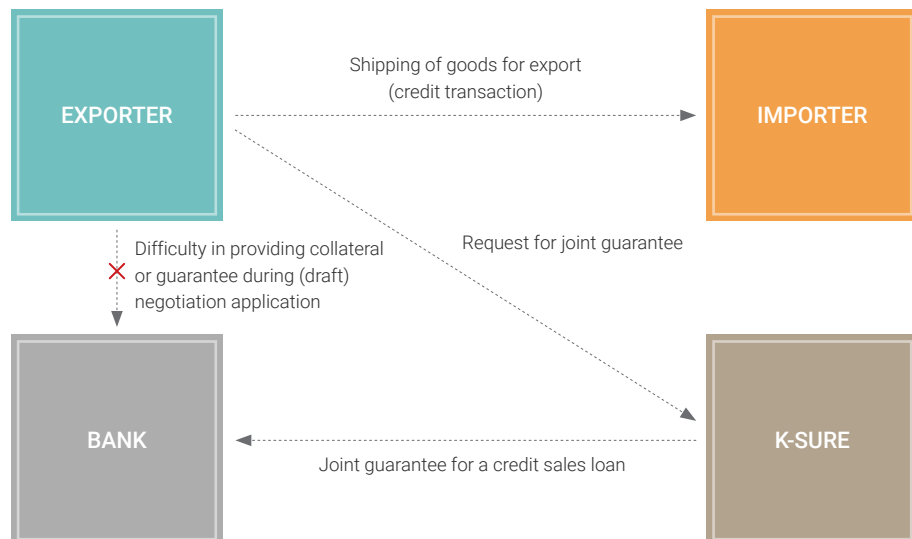 EXPORTER
Shipping of goods for export
(credit transaction)
IMPORTER
Difficulty in providing collateral
or guarantee during (draft)
negotiation application
Request for joint guarantee
BANK
Joint guarantee for a credit sales loan
K-SURE